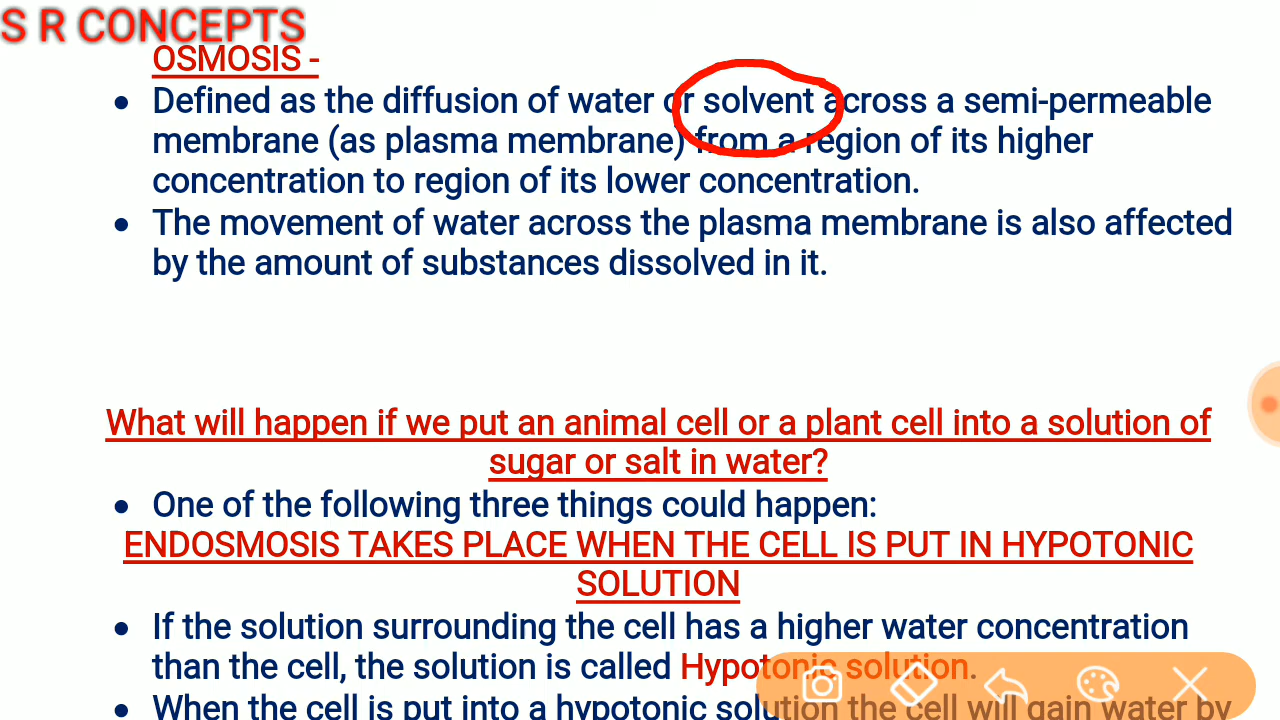 S R CONCEPTS
OSMOSIS -
• Defined as the diffusion of water or solvent across a semi-permeable
membrane (as plasma membrane) from a region of its higher
concentration to region of its lower concentration.
• The movement of water across the plasma membrane is also affected
by the amount of substances dissolved in it.
What will happen if we put an animal cell or a plant cell into a solution of
sugar or salt in water?
• One of the following three things could happen:
ENDOSMOSIS TAKES PLACE WHEN THE CELL IS PUT IN HYPOTONIC
SOLUTION
• If the solution surrounding the cell has a higher water concentration
than the cell, the solution is called Hypotonic solution.
• When the cell is put into a hypotonic solution the cell will gain water by